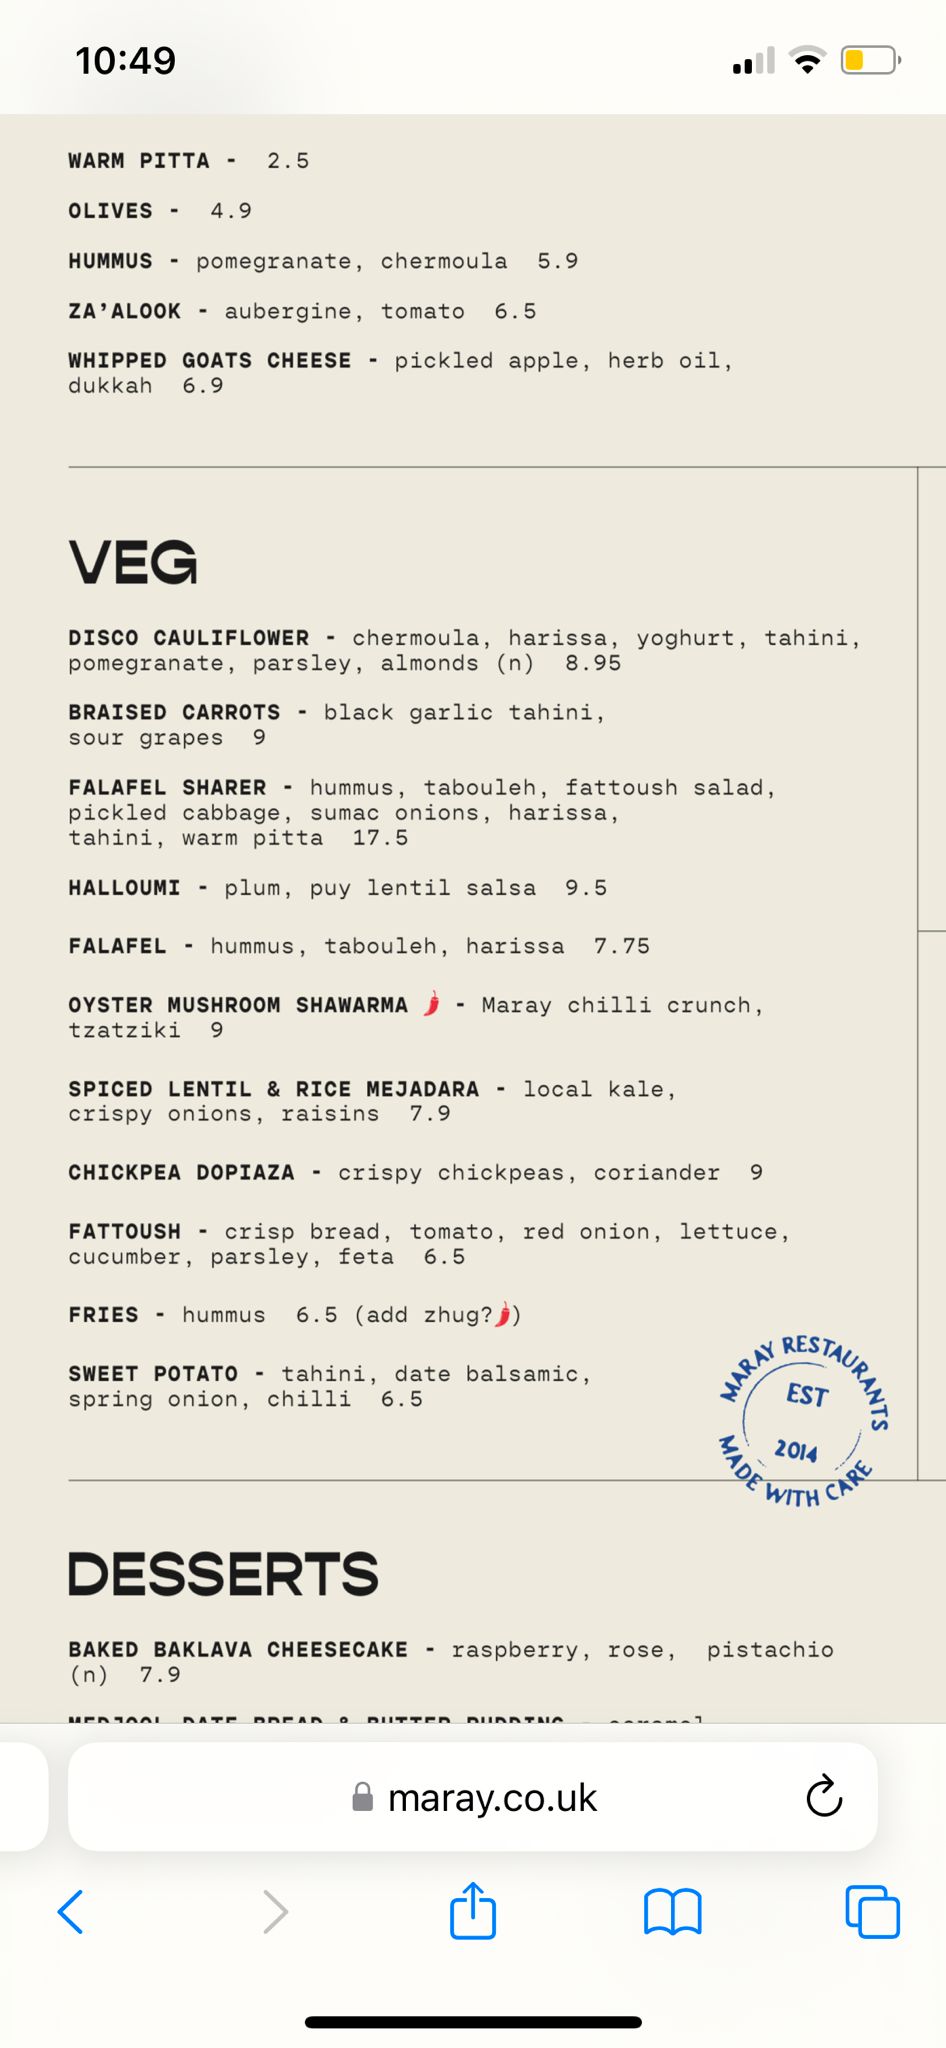 10:49
WARM PITTA - 2.5
OLIVES - 4.9
HUMMUS - pomegranate, chermoula 5.9
ZA’ALOOK - aubergine, tomato 6.5
WHIPPED GOATS CHEESE - pickled apple, herb oil,
dukkah 6.9
VEG
DISCO CAULIFLOWER - chermoula, harissa, yoghurt, tahini,
pomegranate, parsley, almonds (n) 8.95
BRAISED CARROTS - black garlic tahini,
sour grapes 9
FALAFEL SHARER - hummus, tabouleh, fattoush salad,
pickled cabbage, sumac onions, harissa,
tahini, warm pitta 17.5
HALLOUMI - plum, puy lentil salsa 9.5
FALAFEL - hummus, tabouleh, harissa 7.75
OYSTER MUSHROOM SHAWARMA 🌶️ - Maray chilli crunch,
tzatziki 9
SPICED LENTIL & RICE MEJADARA - local kale,
crispy onions, raisins 7.9
CHICKPEA DOPIAZA - crispy chickpeas, coriander 9
FATTOUSH - crisp bread, tomato, red onion, lettuce,
cucumber, parsley, feta 6.5
FRIES - hummus 6.5 (add zhug?🌶️)
SWEET POTATO - tahini, date balsamic,
spring onion, chilli 6.5
MARAY RESTAURANTS
EST
2014
MADE WITH CARE
DESSERTS
BAKED BAKLAVA CHEESECAKE - raspberry, rose, pistachio
(n) 7.9
MEDJOOL DATE BREAD & BUTTER PUDDING - caramel
maray.co.uk